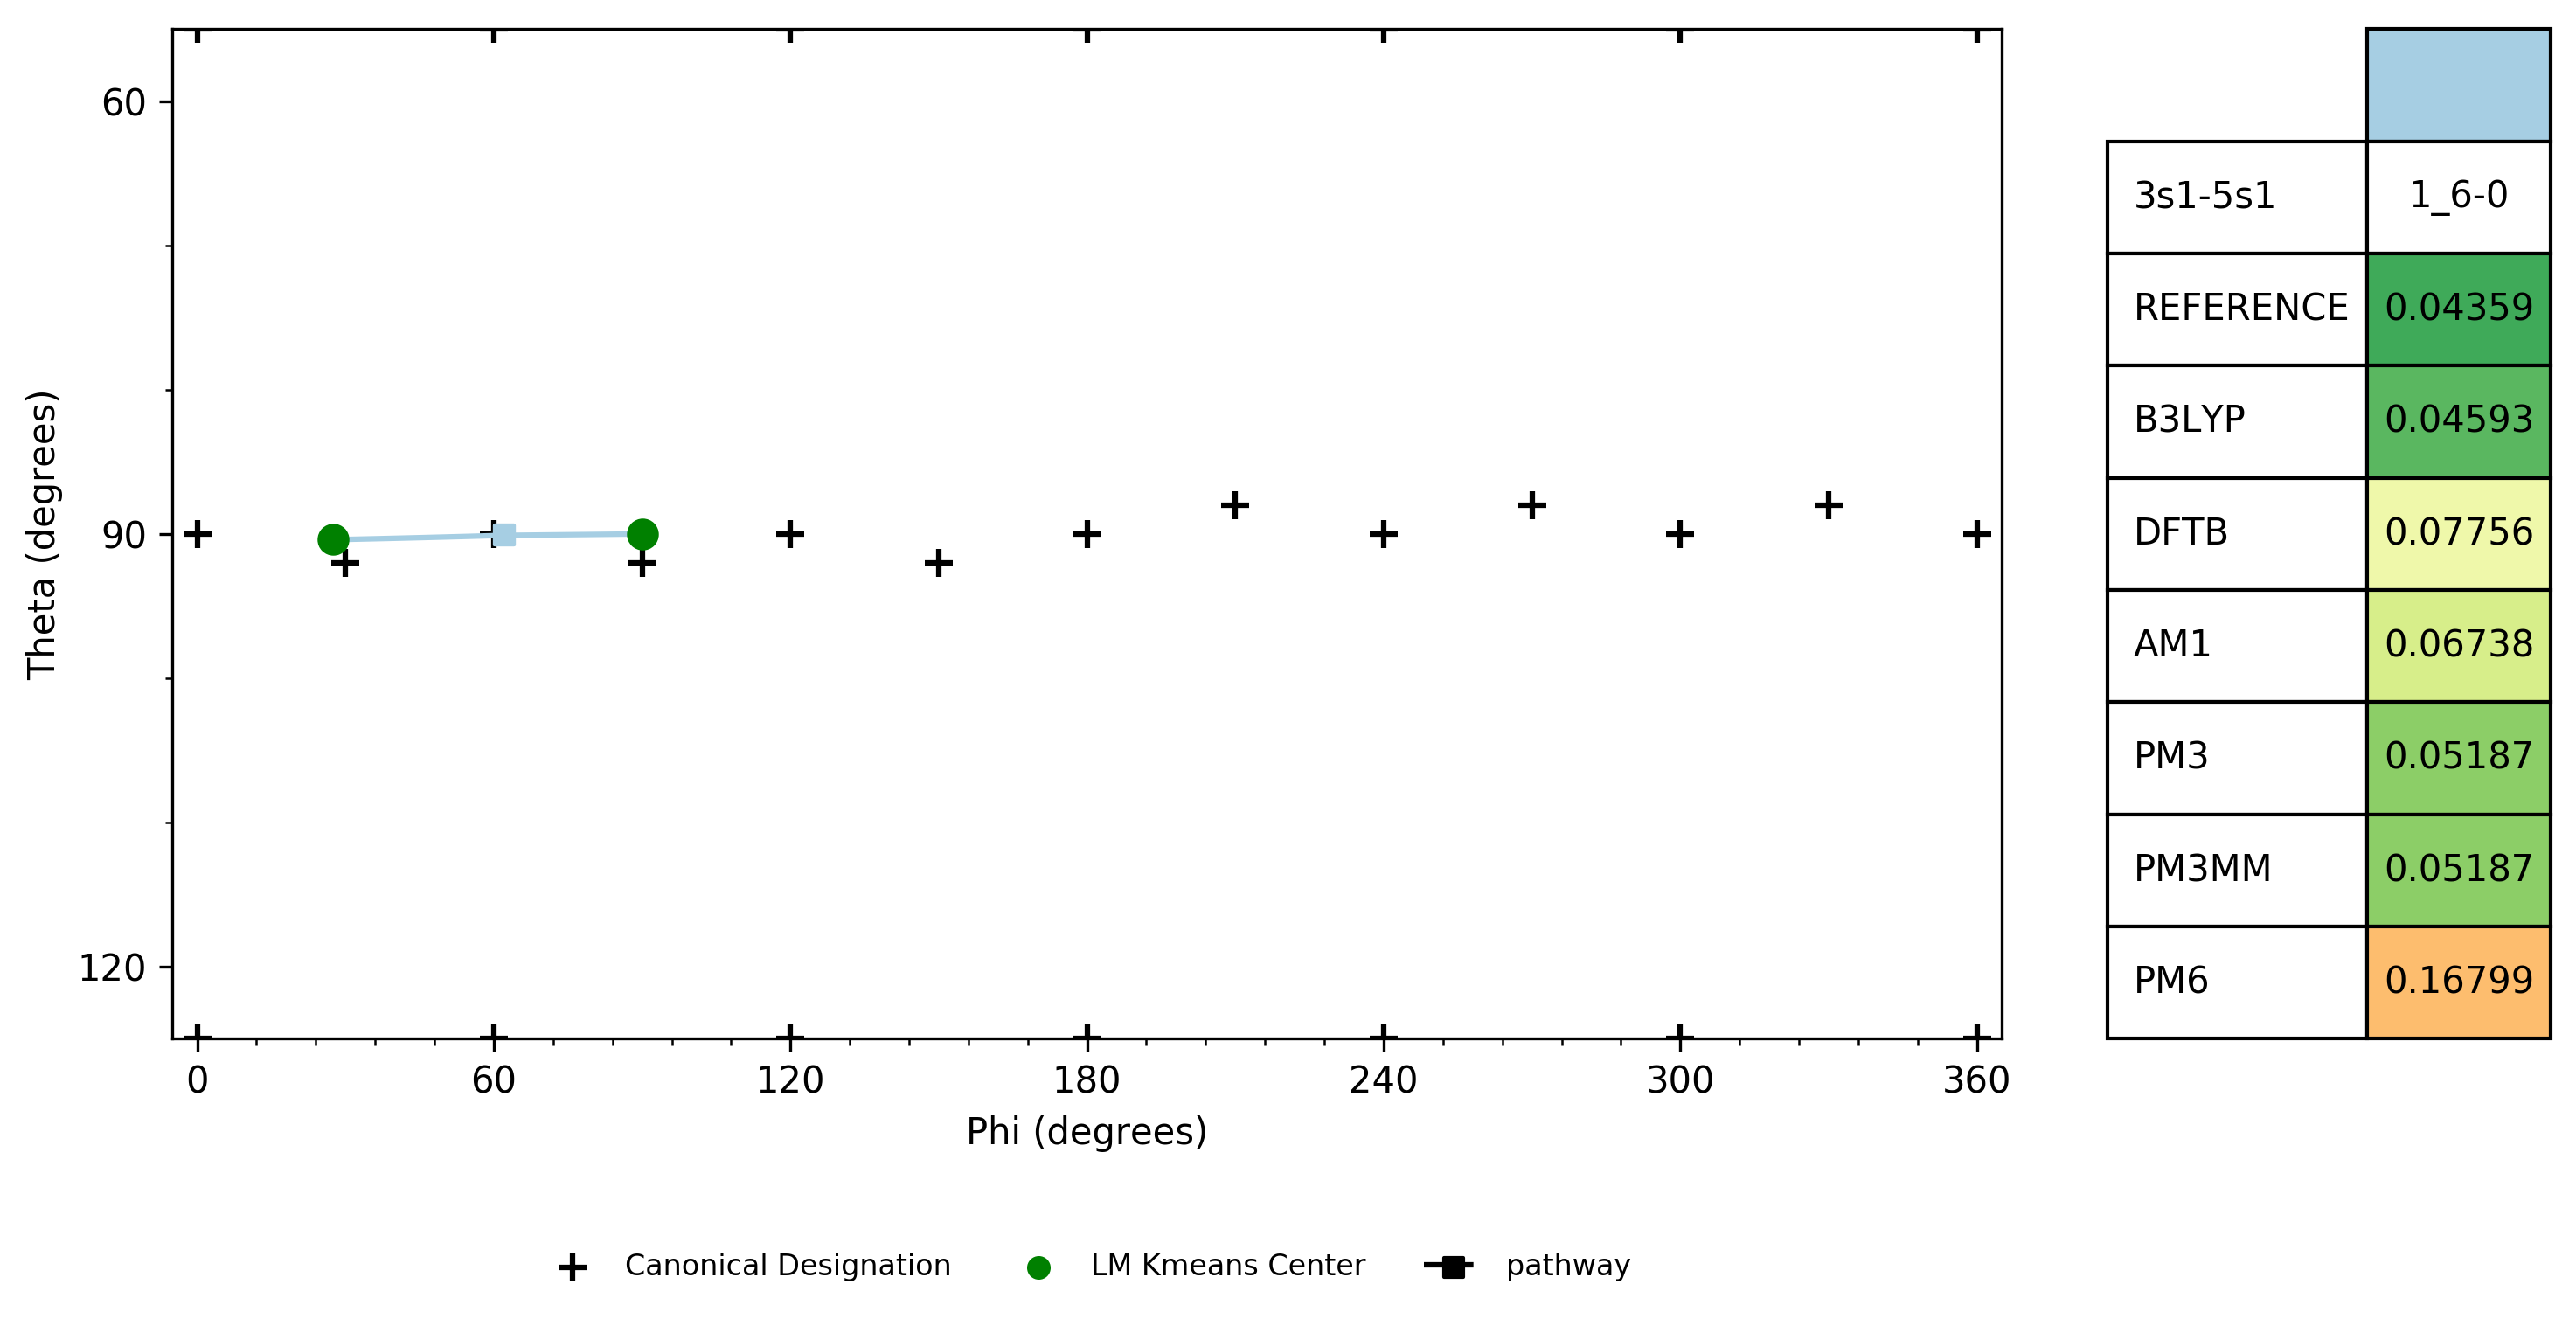 60
90
120
Theta (degrees)
0 60 120 180 240 300 360
Phi (degrees)
Canonical Designation LM Kmeans Center pathway
3s1-5s1 1_6-0
REFERENCE 0.04359
B3LYP 0.04593
DFTB 0.07756
AM1 0.06738
PM3 0.05187
PM3MM 0.05187
PM6 0.16799